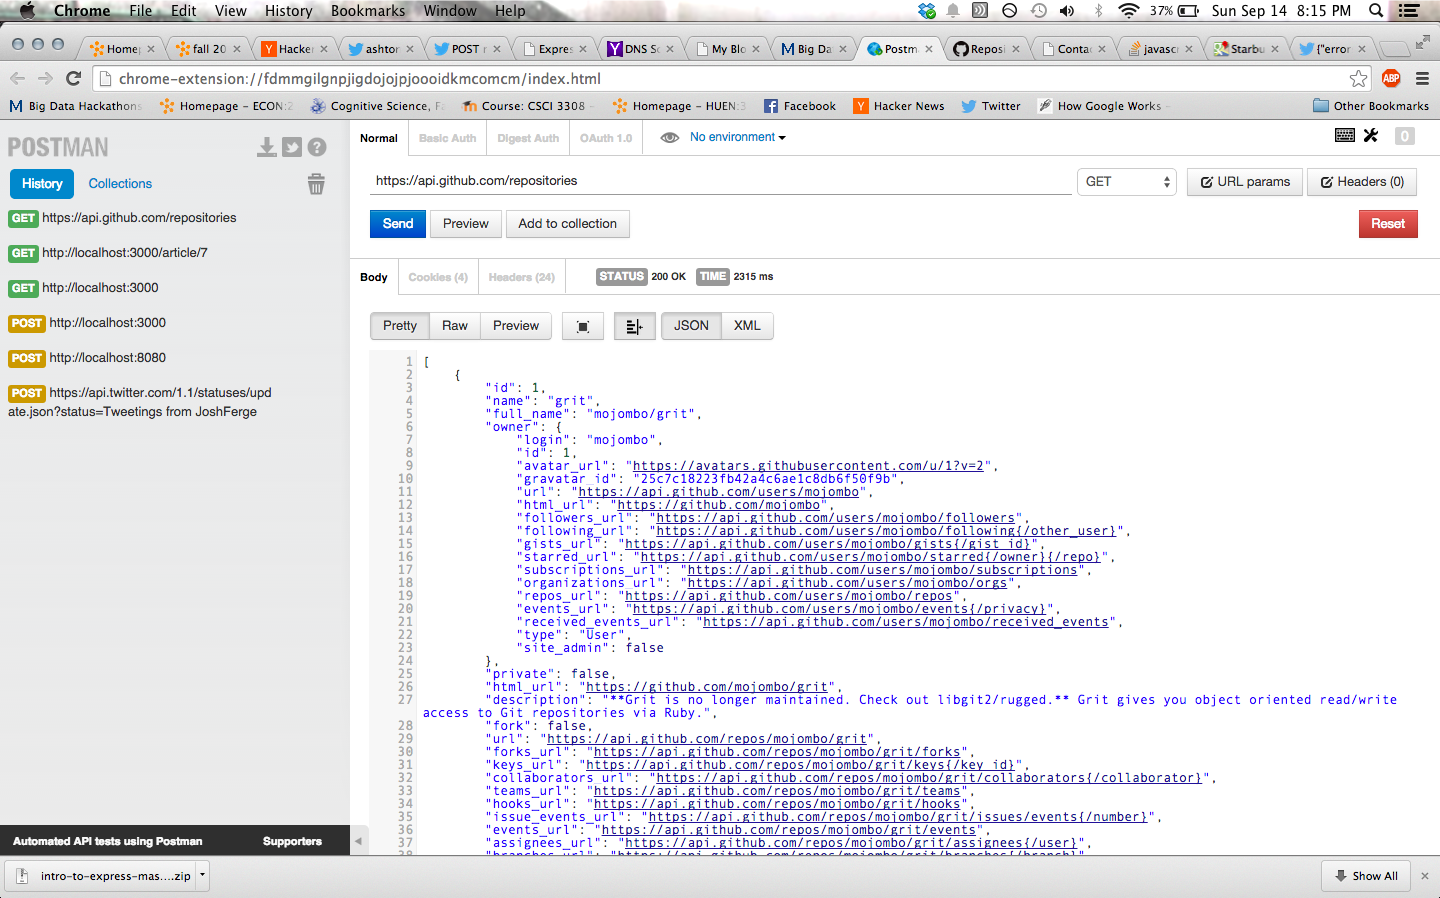 Chrome File Edit View History Bookmarks Window Help 37% Sun Sep 14 8:15 PM
Home fall 20 Hacker ashton POST r Expres DNS Sc My Blo Big Da Postm Reposi Conta javascr Starbu {"error
chrome-extension://fdmmgilgnpjigdojojpjoooidkmcomcm/index.html
ABP
Big Data Hackathons Homepage – ECON:2 Cognitive Science, Fa Course: CSCI 3308 – Homepage – HUEN:3 Facebook Hacker News Twitter How Google Works – Other Bookmarks
POSTMAN
Normal Basic Auth Digest Auth OAuth 1.0 No environment 0
History Collections
https://api.github.com/repositories GET URL params Headers (0)
Send Preview Add to collection Reset
GET https://api.github.com/repositories
GET http://localhost:3000/article/7
GET http://localhost:3000
POST http://localhost:3000
POST http://localhost:8080
POST https://api.twitter.com/1.1/statuses/upd
ate.json?status=Tweetings from JoshFerge
Body Cookies (4) Headers (24) STATUS 200 OK TIME 2315 ms
Pretty Raw Preview JSON XML
1 [
2 {
3 "id": 1,
4 "name": "grit",
5 "full_name": "mojombo/grit",
6 "owner": {
7 "login": "mojombo",
8 "id": 1,
9 "avatar_url": "https://avatars.githubusercontent.com/u/1?v=2",
10 "gravatar_id": "25c7c18223fb42a4c6ae1c8db6f50f9b",
11 "url": "https://api.github.com/users/mojombo",
12 "html_url": "https://github.com/mojombo",
13 "followers_url": "https://api.github.com/users/mojombo/followers",
14 "following_url": "https://api.github.com/users/mojombo/following{/other_user}",
15 "gists_url": "https://api.github.com/users/mojombo/gists{/gist_id}",
16 "starred_url": "https://api.github.com/users/mojombo/starred{/owner}{/repo}",
17 "subscriptions_url": "https://api.github.com/users/mojombo/subscriptions",
18 "organizations_url": "https://api.github.com/users/mojombo/orgs",
19 "repos_url": "https://api.github.com/users/mojombo/repos",
20 "events_url": "https://api.github.com/users/mojombo/events{/privacy}",
21 "received_events_url": "https://api.github.com/users/mojombo/received_events",
22 "type": "User",
23 "site_admin": false
24 },
25 "private": false,
26 "html_url": "https://github.com/mojombo/grit",
27 "description": "**Grit is no longer maintained. Check out libgit2/rugged.** Grit gives you object oriented read/write
access to Git repositories via Ruby.",
28 "fork": false,
29 "url": "https://api.github.com/repos/mojombo/grit",
30 "forks_url": "https://api.github.com/repos/mojombo/grit/forks",
31 "keys_url": "https://api.github.com/repos/mojombo/grit/keys{/key_id}",
32 "collaborators_url": "https://api.github.com/repos/mojombo/grit/collaborators{/collaborator}",
33 "teams_url": "https://api.github.com/repos/mojombo/grit/teams",
34 "hooks_url": "https://api.github.com/repos/mojombo/grit/hooks",
35 "issue_events_url": "https://api.github.com/repos/mojombo/grit/issues/events{/number}",
36 "events_url": "https://api.github.com/repos/mojombo/grit/events",
37 "assignees_url": "https://api.github.com/repos/mojombo/grit/assignees{/user}",
38 "branches_url": "https://api.github.com/repos/mojombo/grit/branches{/branch}",
Automated API tests using Postman Supporters
intro-to-express-mas....zip Show All